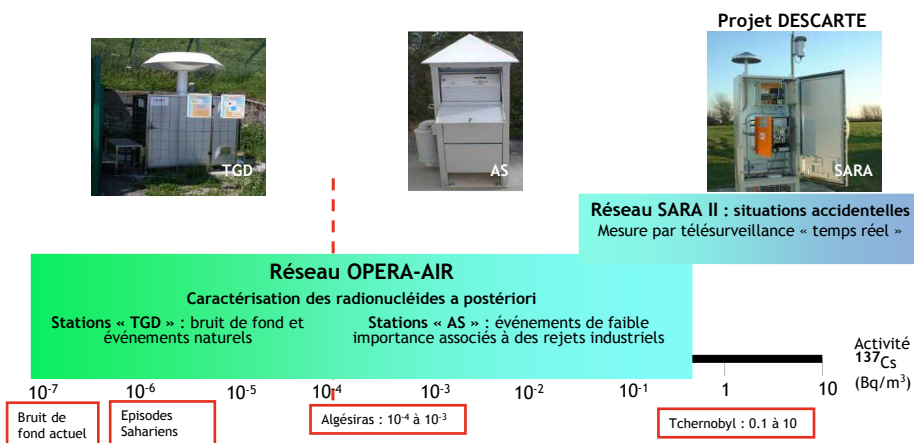 Projet DESCARTE
TGD
AS
SARA
Réseau SARA II : situations accidentelles
Mesure par télésurveillance « temps réel »
Réseau OPERA-AIR
Caractérisation des radionucléides a postériori
Stations « TGD » : bruit de fond et
événements naturels
Stations « AS » : événements de faible
importance associés à des rejets industriels
Activité
¹³⁷Cs
(Bq/m³)
10⁻⁷ 10⁻⁶ 10⁻⁵ 10⁻⁴ 10⁻³ 10⁻² 10⁻¹ 1 10
Bruit de
fond actuel
Episodes
Sahariens
Algésiras : 10⁻⁴ à 10⁻³
Tchernobyl : 0.1 à 10